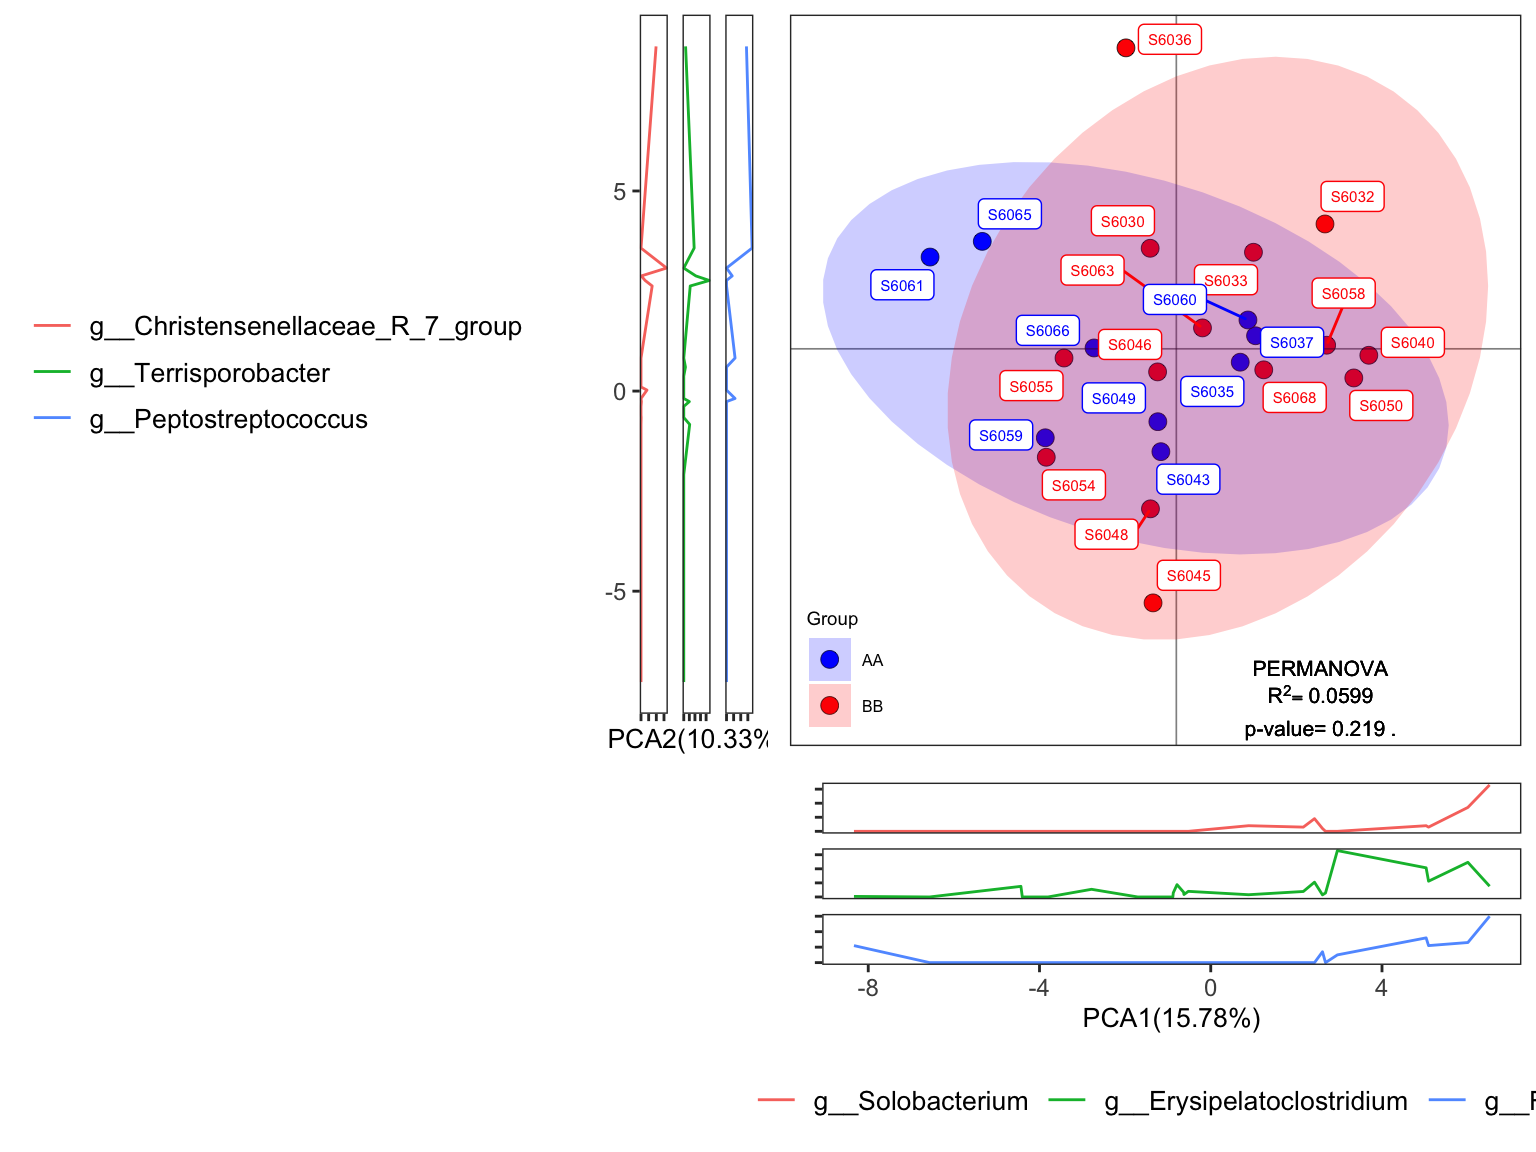 S6036
S6032
S6065
S6030
S6061
S6063
S6033
S6060
S6058
S6066
S6046
S6037
S6040
S6055
S6049
S6035
S6068
S6050
S6059
S6054
S6043
S6048
S6045
5
0
-5
g__Christensenellaceae_R_7_group
g__Terrisporobacter
g__Peptostreptococcus
PCA2(10.33%
Group
AA
BB
PERMANOVA
R²= 0.0599
p-value= 0.219 .
-8
-4
0
4
PCA1(15.78%)
g__Solobacterium
g__Erysipelatoclostridium